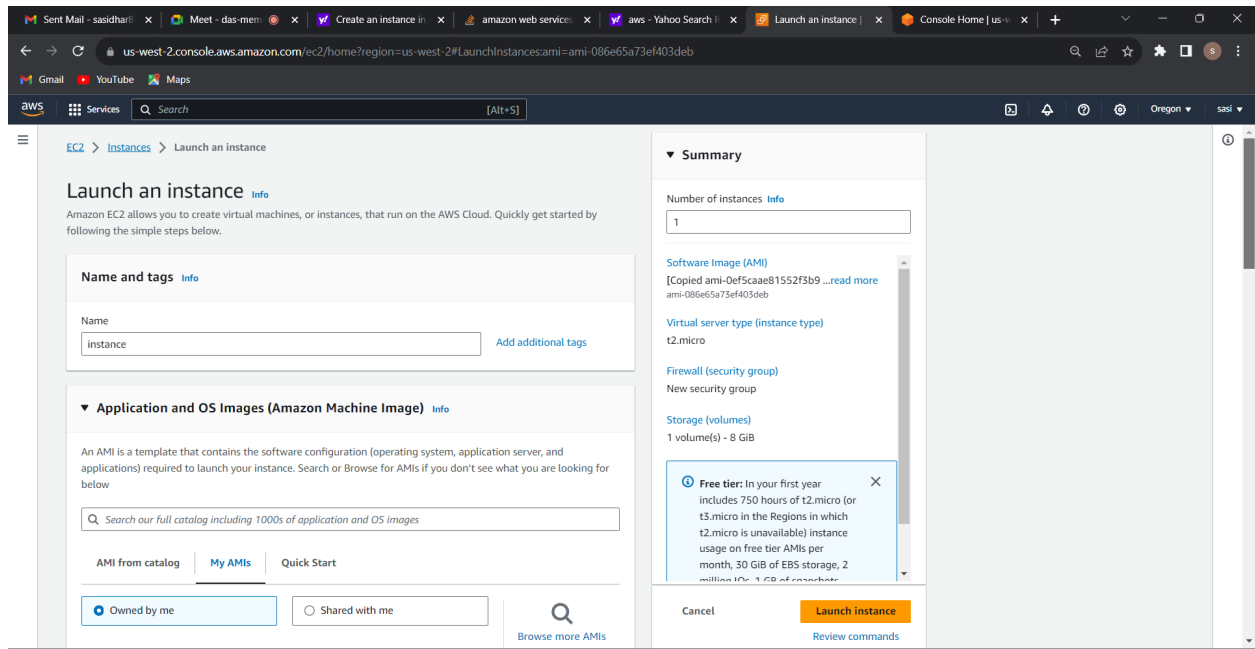 Sent Mail - sasidhar8
Meet - das-mem
Create an instance in
amazon web services
aws - Yahoo Search R
Launch an instance |
Console Home | us-w
us-west-2.console.aws.amazon.com/ec2/home?region=us-west-2#LaunchInstances:ami=ami-086e65a73ef403deb
S
Gmail
YouTube
Maps
aws
Services
Search
[Alt+S]
Oregon
sasi
EC2 > Instances > Launch an instance
Launch an instance Info
Amazon EC2 allows you to create virtual machines, or instances, that run on the AWS Cloud. Quickly get started by
following the simple steps below.
Name and tags Info
Name
instance
Add additional tags
Application and OS Images (Amazon Machine Image) Info
An AMI is a template that contains the software configuration (operating system, application server, and
applications) required to launch your instance. Search or Browse for AMIs if you don't see what you are looking for
below
Search our full catalog including 1000s of application and OS images
AMI from catalog
My AMIs
Quick Start
Owned by me
Shared with me
Browse more AMIs
Summary
Number of instances Info
1
Software Image (AMI)
[Copied ami-0ef5caae81552f3b9 ...read more
ami-086e65a73ef403deb
Virtual server type (instance type)
t2.micro
Firewall (security group)
New security group
Storage (volumes)
1 volume(s) - 8 GiB
Free tier: In your first year
includes 750 hours of t2.micro (or
t3.micro in the Regions in which
t2.micro is unavailable) instance
usage on free tier AMIs per
month, 30 GiB of EBS storage, 2
million IOs, 1 GB of snapshots,
Cancel
Launch instance
Review commands